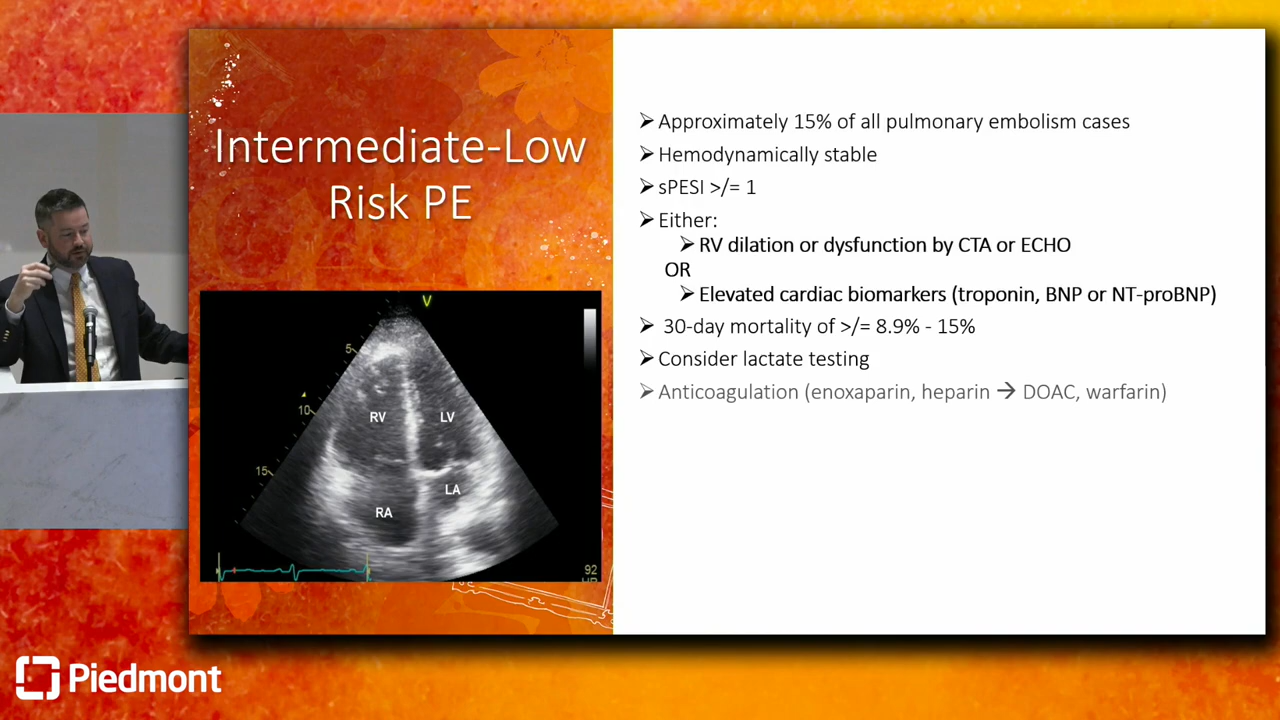 Intermediate-Low
Risk PE
V
5
10
15
RV
LV
LA
RA
92
➢ Approximately 15% of all pulmonary embolism cases
➢ Hemodynamically stable
➢ sPESI >/= 1
➢ Either:
➢ RV dilation or dysfunction by CTA or ECHO
OR
➢ Elevated cardiac biomarkers (troponin, BNP or NT-proBNP)
➢ 30-day mortality of >/= 8.9% - 15%
➢ Consider lactate testing
➢ Anticoagulation (enoxaparin, heparin → DOAC, warfarin)
Piedmont